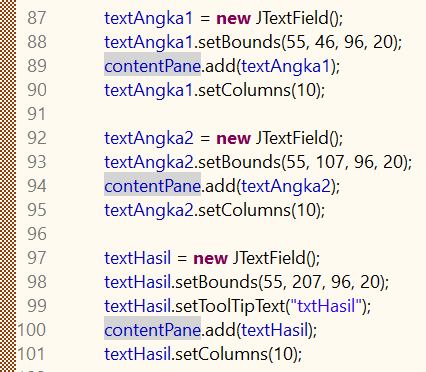 87 textAngka1 = new JTextField();
88 textAngka1.setBounds(55, 46, 96, 20);
89 contentPane.add(textAngka1);
90 textAngka1.setColumns(10);
91
92 textAngka2 = new JTextField();
93 textAngka2.setBounds(55, 107, 96, 20);
94 contentPane.add(textAngka2);
95 textAngka2.setColumns(10);
96
97 textHasil = new JTextField();
98 textHasil.setBounds(55, 207, 96, 20);
99 textHasil.setToolTipText("txtHasil");
100 contentPane.add(textHasil);
101 textHasil.setColumns(10);